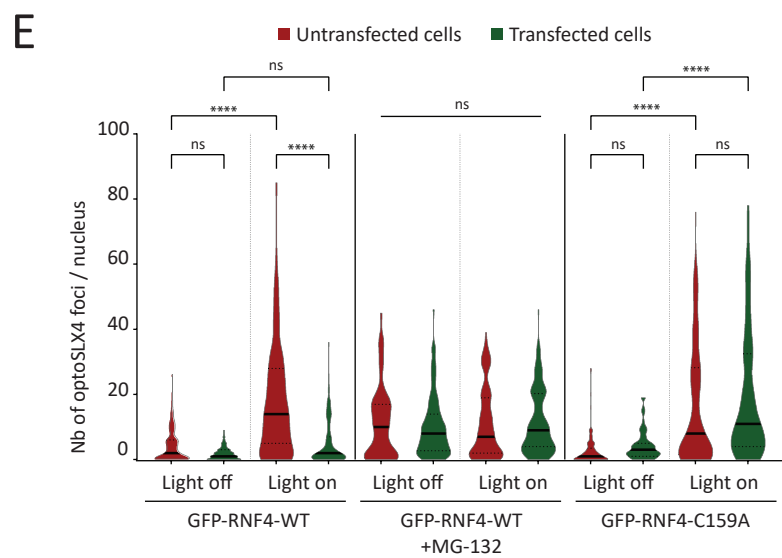 E
Untransfected cells Transfected cells
ns ****
**** ns ****
ns **** ns ns
Nb of optoSLX4 foci / nucleus
100
80
60
40
20
0
Light off Light on Light off Light on Light off Light on
GFP-RNF4-WT GFP-RNF4-WT GFP-RNF4-C159A
+MG-132